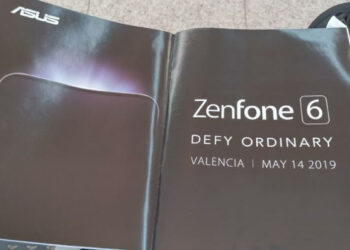 ASUS
Zenfone 6
DEFY ORDINARY
VALENCIA | MAY 14 2019